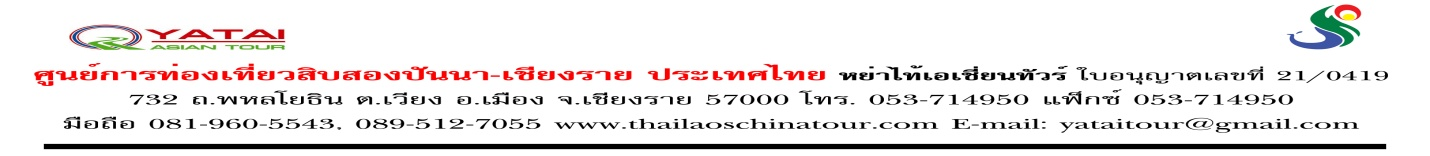 YATAI
ASIAN TOUR
ศูนย์การท่องเที่ยวสิบสองปันนา-เชียงราย ประเทศไทย หย่าไท้เอเชียนทัวร์ ใบอนุญาตเลขที่ 21/0419
732 ถ.พหลโยธิน ต.เวียง อ.เมือง จ.เชียงราย 57000 โทร. 053-714950 แฟ็กซ์ 053-714950
มือถือ 081-960-5543, 089-512-7055 www.thailaoschinatour.com E-mail: yataitour@gmail.com